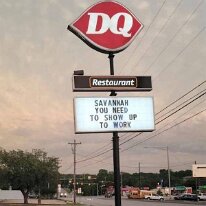 DQ
Restaurant
SAVANNAH
YOU NEED
TO SHOW UP
TO WORK